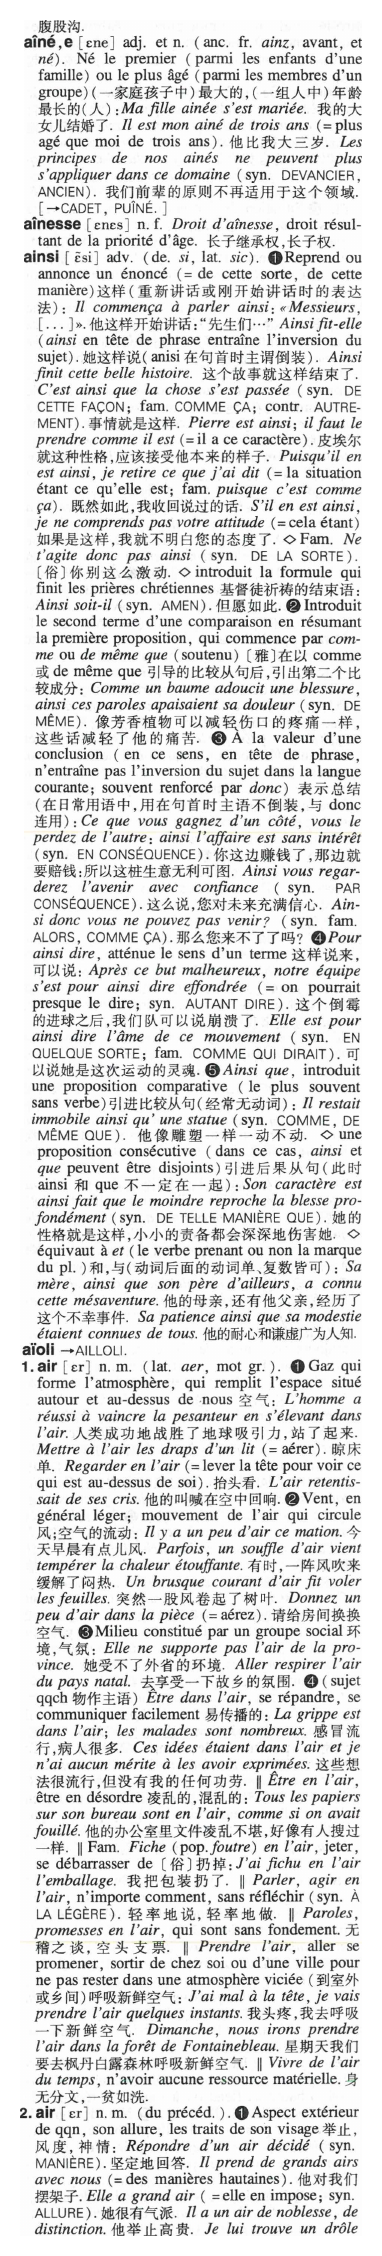 腹股沟.
aîné,e [ɛne] adj. et n. (anc. fr. ainz, avant, et
né). Né le premier (parmi les enfants d'une
famille) ou le plus âgé (parmi les membres d'un
groupe)(一家庭孩子中)最大的,(一组人中)年龄
最长的(人):Ma fille ainée s'est mariée. 我的大
女儿结婚了. Il est mon ainé de trois ans (=plus
agé que moi de trois ans). 他比我大三岁. Les
principes de nos ainés ne peuvent plus
s'appliquer dans ce domaine (syn. DEVANCIER,
ANCIEN). 我们前辈的原则不再适用于这个领域.
[→CADET, PUÎNÉ. ]
aînesse [ɛnɛs] n. f. Droit d'aînesse, droit résul-
tant de la priorité d'âge. 长子继承权,长子权.
ainsi [ ɛ̃si] adv. (de. si, lat. sic). ❶Reprend ou
annonce un énoncé (= de cette sorte, de cette
manière)这样(重新讲话或刚开始讲话时的表达
法): Il commença à parler ainsi: «Messieurs,
[...]». 他这样开始讲话:“先生们…” Ainsi fit-elle
(ainsi en tête de phrase entraîne l'inversion du
sujet). 她这样说(anisi 在句首时主谓倒装). Ainsi
finit cette belle histoire. 这个故事就这样结束了.
C'est ainsi que la chose s'est passée (syn. DE
CETTE FAÇON; fam. COMME ÇA; contr. AUTRE-
MENT). 事情就是这样. Pierre est ainsi; il faut le
prendre comme il est (=il a ce caractère). 皮埃尔
就这种性格,应该接受他本来的样子. Puisqu'il en
est ainsi, je retire ce que j'ai dit (= la situation
étant ce qu'elle est; fam. puisque c'est comme
ça). 既然如此,我收回说过的话. S'il en est ainsi,
je ne comprends pas votre attitude (=cela étant)
如果是这样,我就不明白您的态度了. ◇Fam. Ne
t'agite donc pas ainsi (syn. DE LA SORTE).
[俗]你别这么激动. ◇introduit la formule qui
finit les prières chrétiennes 基督徒祈祷的结束语:
Ainsi soit-il (syn. AMEN). 但愿如此. ❷Introduit
le second terme d'une comparaison en résumant
la première proposition, qui commence par com-
me ou de même que (soutenu) [雅]在以 comme
或 de même que 引导的比较从句后,引出第二个比
较成分: Comme un baume adoucit une blessure,
ainsi ces paroles apaisaient sa douleur (syn. DE
MÊME). 像芳香植物可以减轻伤口的疼痛一样,
这些话减轻了他的痛苦. ❸À la valeur d'une
conclusion (en ce sens, en tête de phrase,
n'entraîne pas l'inversion du sujet dans la langue
courante; souvent renforcé par donc) 表示总结
(在日常用语中,用在句首时主语不倒装,与 donc
连用): Ce que vous gagnez d'un côté, vous le
perdez de l'autre: ainsi l'affaire est sans intérêt
(syn. EN CONSÉQUENCE). 你这边赚钱了,那边就
要赔钱;所以这桩生意无利可图. Ainsi vous regar-
derez l'avenir avec confiance (syn. PAR
CONSÉQUENCE). 这么说,您对未来充满信心. Ain-
si donc vous ne pouvez pas venir? (syn. fam.
ALORS, COMME ÇA). 那么您来不了了吗? ❹Pour
ainsi dire, atténue le sens d'un terme 这样说来,
可以说: Après ce but malheureux, notre équipe
s'est pour ainsi dire effondrée (= on pourrait
presque le dire; syn. AUTANT DIRE). 这个倒霉
的进球之后,我们队可以说崩溃了. Elle est pour
ainsi dire l'âme de ce mouvement (syn. EN
QUELQUE SORTE; fam. COMME QUI DIRAIT). 可
以说她是这次运动的灵魂. ❺Ainsi que, introduit
une proposition comparative (le plus souvent
sans verbe)引进比较从句(经常无动词): Il restait
immobile ainsi qu' une statue (syn. COMME, DE
MÊME QUE). 他像雕塑一样一动不动. ◇une
proposition consécutive (dans ce cas, ainsi et
que peuvent être disjoints)引进后果从句(此时
ainsi 和 que 不一定在一起): Son caractère est
ainsi fait que le moindre reproche la blesse pro-
fondément (syn. DE TELLE MANIÈRE QUE). 她的
性格就是这样,小小的责备都会深深地伤害她. ◇
équivaut à et (le verbe prenant ou non la marque
du pl.)和,与(动词后面的动词单、复数皆可): Sa
mère, ainsi que son père d'ailleurs, a connu
cette mésaventure. 他的母亲,还有他父亲,经历了
这个不幸事件. Sa patience ainsi que sa modestie
étaient connues de tous. 他的耐心和谦虚广为人知.
aïoli →AILLOLI.
1. air [ɛr] n. m. (lat. aer, mot gr.). ❶Gaz qui
forme l'atmosphère, qui remplit l'espace situé
autour et au-dessus de nous 空气: L'homme a
réussi à vaincre la pesanteur en s'élevant dans
l'air. 人类成功地战胜了地球吸引力,站了起来.
Mettre à l'air les draps d'un lit (= aérer). 晾床
单. Regarder en l'air (=lever la tête pour voir ce
qui est au-dessus de soi). 抬头看. L'air retentis-
sait de ses cris. 他的叫喊在空中回响. ❷Vent, en
général léger; mouvement de l'air qui circule
风;空气的流动: Il y a un peu d'air ce mation. 今
天早晨有点儿风. Parfois, un souffle d'air vient
tempérer la chaleur étouffante. 有时,一阵风吹来
缓解了闷热. Un brusque courant d'air fit voler
les feuilles. 突然一股风卷起了树叶. Donnez un
peu d'air dans la pièce (=aérez). 请给房间换换
空气. ❸Milieu constitué par un groupe social 环
境,气氛: Elle ne supporte pas l'air de la pro-
vince. 她受不了外省的环境. Aller respirer l'air
du pays natal. 去享受一下故乡的氛围. ❹(sujet
qqch 物作主语) Être dans l'air, se répandre, se
communiquer facilement 易传播的: La grippe est
dans l'air; les malades sont nombreux. 感冒流
行,病人很多. Ces idées étaient dans l'air et je
n'ai aucun mérite à les avoir exprimées. 这些想
法很流行,但没有我的任何功劳. ‖ Être en l'air,
être en désordre 凌乱的,混乱的: Tous les papiers
sur son bureau sont en l'air, comme si on avait
fouillé. 他的办公室里文件凌乱不堪,好像有人搜过
一样. ‖ Fam. Fiche (pop. foutre) en l'air, jeter,
se débarrasser de [俗]扔掉:J'ai fichu en l'air
l'emballage. 我把包装扔了. ‖ Parler, agir en
l'air, n'importe comment, sans réfléchir (syn. À
LA LÉGÈRE). 轻率地说,轻率地做. ‖ Paroles,
promesses en l'air, qui sont sans fondement. 无
稽之谈,空头支票. ‖ Prendre l'air, aller se
promener, sortir de chez soi ou d'une ville pour
ne pas rester dans une atmosphère viciée (到室外
或乡间)呼吸新鲜空气: J'ai mal à la tête, je vais
prendre l'air quelques instants. 我头疼,我去呼吸
一下新鲜空气. Dimanche, nous irons prendre
l'air dans la forêt de Fontainebleau. 星期天我们
要去枫丹白露森林呼吸新鲜空气. ‖ Vivre de l'air
du temps, n'avoir aucune ressource matérielle. 身
无分文,一贫如洗.
2. air [ɛr] n. m. (du précéd.). ❶Aspect extérieur
de qqn, son allure, les traits de son visage 举止,
风度,神情: Répondre d'un air décidé (syn.
MANIÈRE). 坚定地回答. Il prend de grands airs
avec nous (=des manières hautaines). 他对我们
摆架子. Elle a grand air (=elle en impose; syn.
ALLURE). 她很有气派. Il a un air de noblesse, de
distinction. 他举止高贵. Je lui trouve un drôle